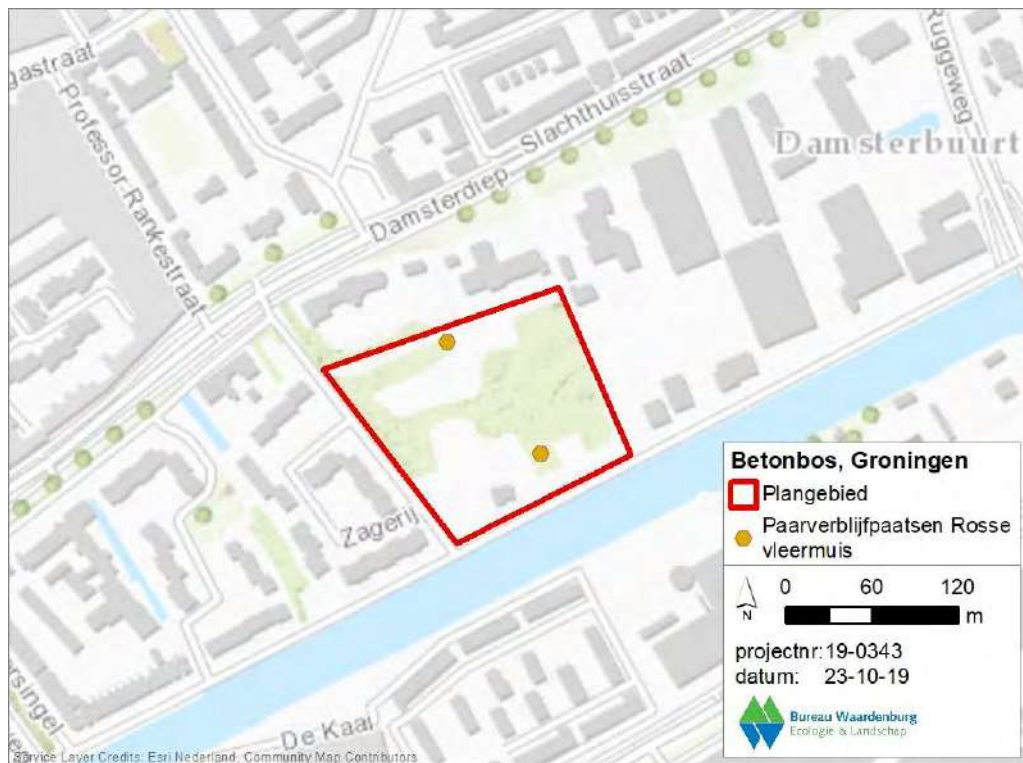 gastraat
Professor Rankestraat
Slachthuisstraat
Ruggeweg
Damsterbuurt
Damsterdiep
Zagerij
De Kaai
rsingel
Betonbos, Groningen
Plangebied
Paarverblijfpaatsen Rosse
vleermuis
N
0 60 120
m
projectnr: 19-0343
datum: 23-10-19
Bureau Waardenburg
Ecologie & Landschap
Service Layer Credits: Esri Nederland, Community Map Contributors